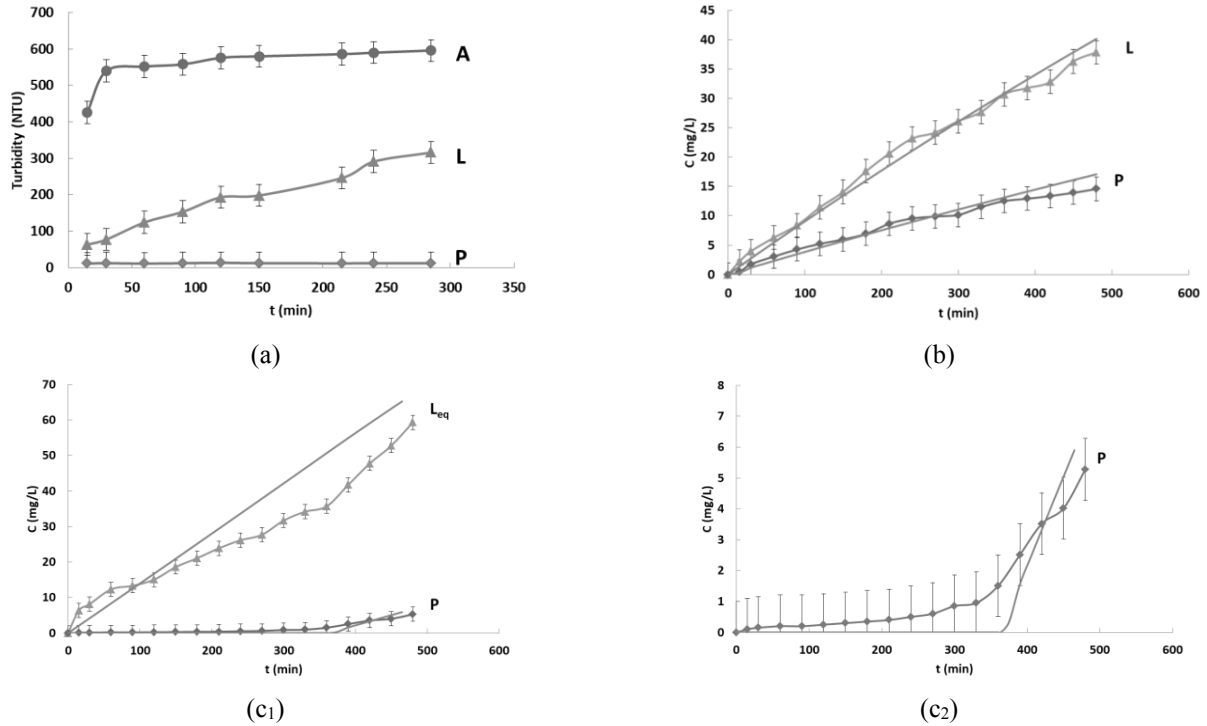 700
600
500
400
300
200
100
0
Turbidity (NTU)
A
L
P
0 50 100 150 200 250 300 350
t (min)
(a)
45
40
35
30
25
20
15
10
5
0
C (mg/L)
L
P
0 100 200 300 400 500 600
t (min)
(b)
70
60
50
40
30
20
10
0
C (mg/L)
Leq
P
0 100 200 300 400 500 600
t (min)
(c1)
8
7
6
5
4
3
2
1
0
C (mg/L)
P
0 100 200 300 400 500 600
t (min)
(c2)